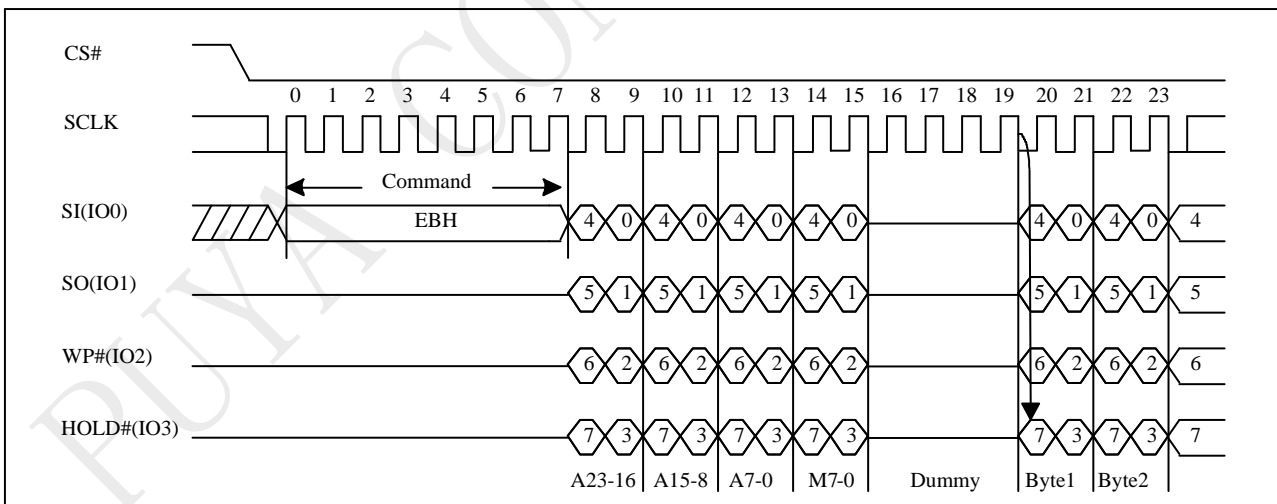 CS#
0 1 2 3 4 5 6 7 8 9 10 11 12 13 14 15 16 17 18 19 20 21 22 23
SCLK
Command
SI(IO0) EBH 4 0 4 0 4 0 4 0 4 0 4 0 4
SO(IO1) 5 1 5 1 5 1 5 1 5 1 5 1 5
WP#(IO2) 6 2 6 2 6 2 6 2 6 2 6 2 6
HOLD#(IO3) 7 3 7 3 7 3 7 3 7 3 7 3 7
A23-16 A15-8 A7-0 M7-0 Dummy Byte1 Byte2
PUYA CON